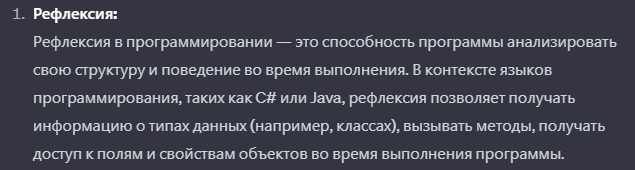 1. Рефлексия:
Рефлексия в программировании — это способность программы анализировать
свою структуру и поведение во время выполнения. В контексте языков
программирования, таких как C# или Java, рефлексия позволяет получать
информацию о типах данных (например, классах), вызывать методы, получать
доступ к полям и свойствам объектов во время выполнения программы.